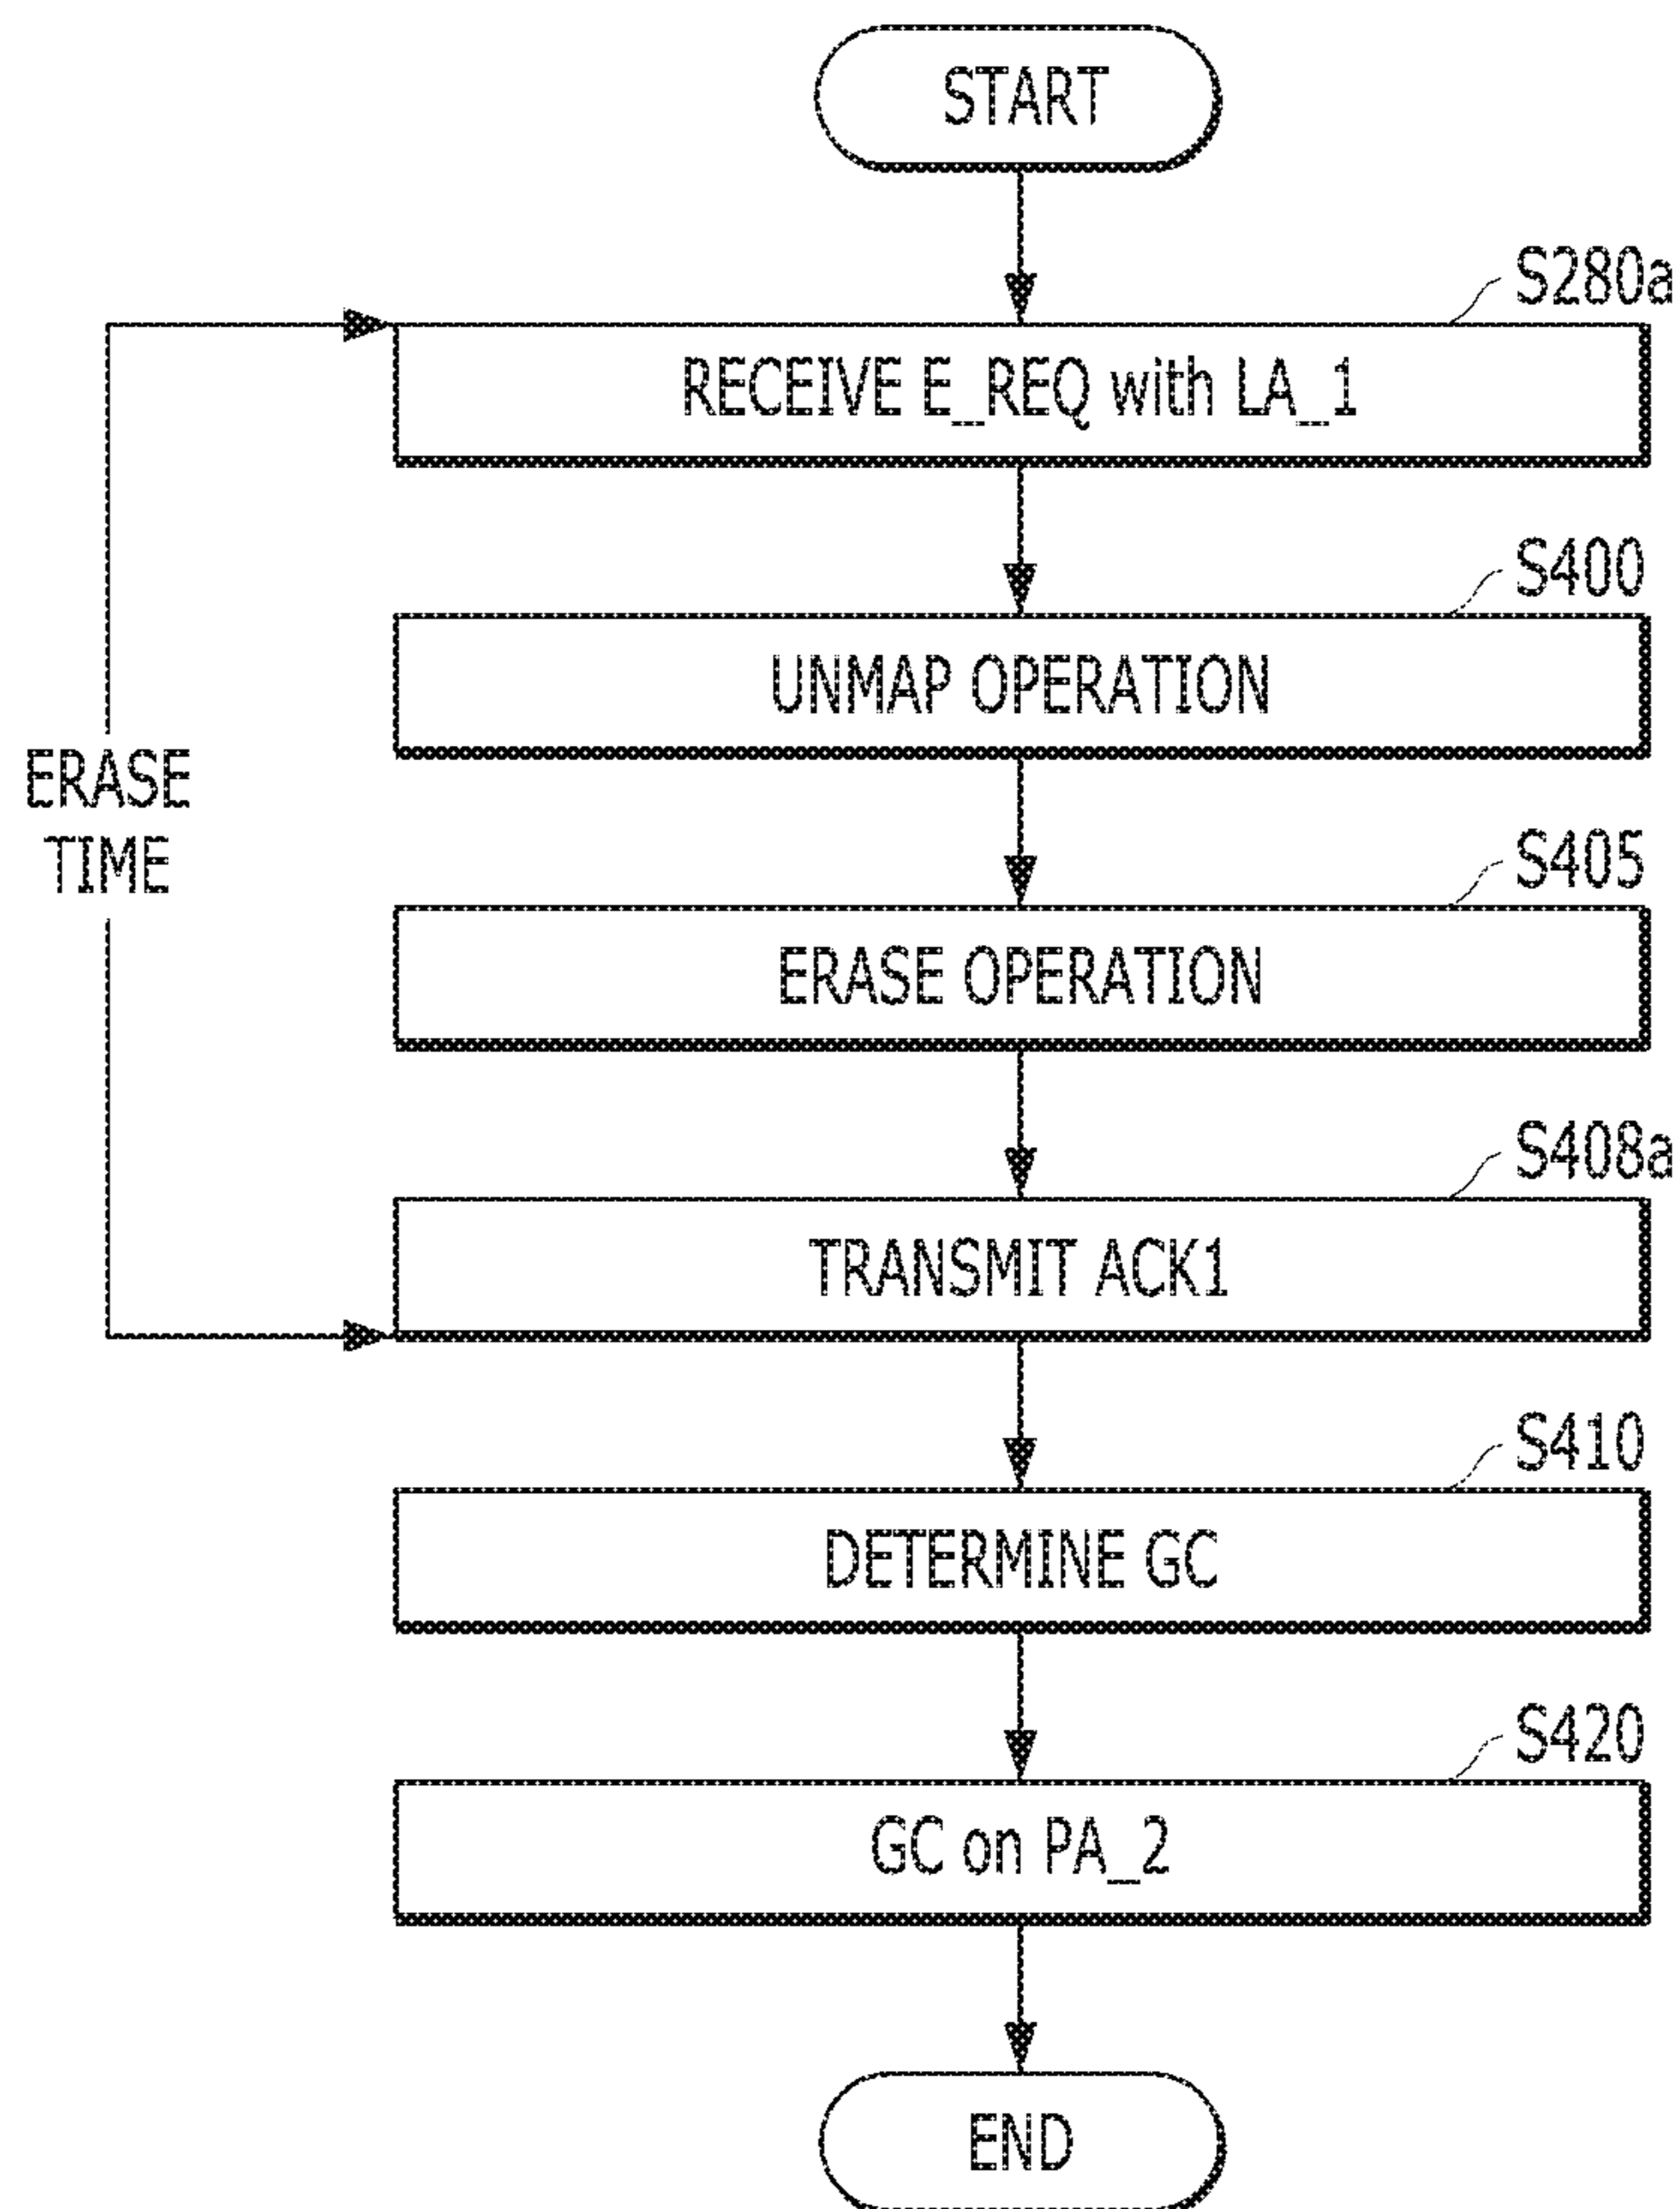 START
S280a
RECEIVE E_REQ with LA_1
S400
UNMAP OPERATION
ERASE
TIME
S405
ERASE OPERATION
S408a
TRANSMIT ACK1
S410
DETERMINE GC
S420
GC on PA_2
END